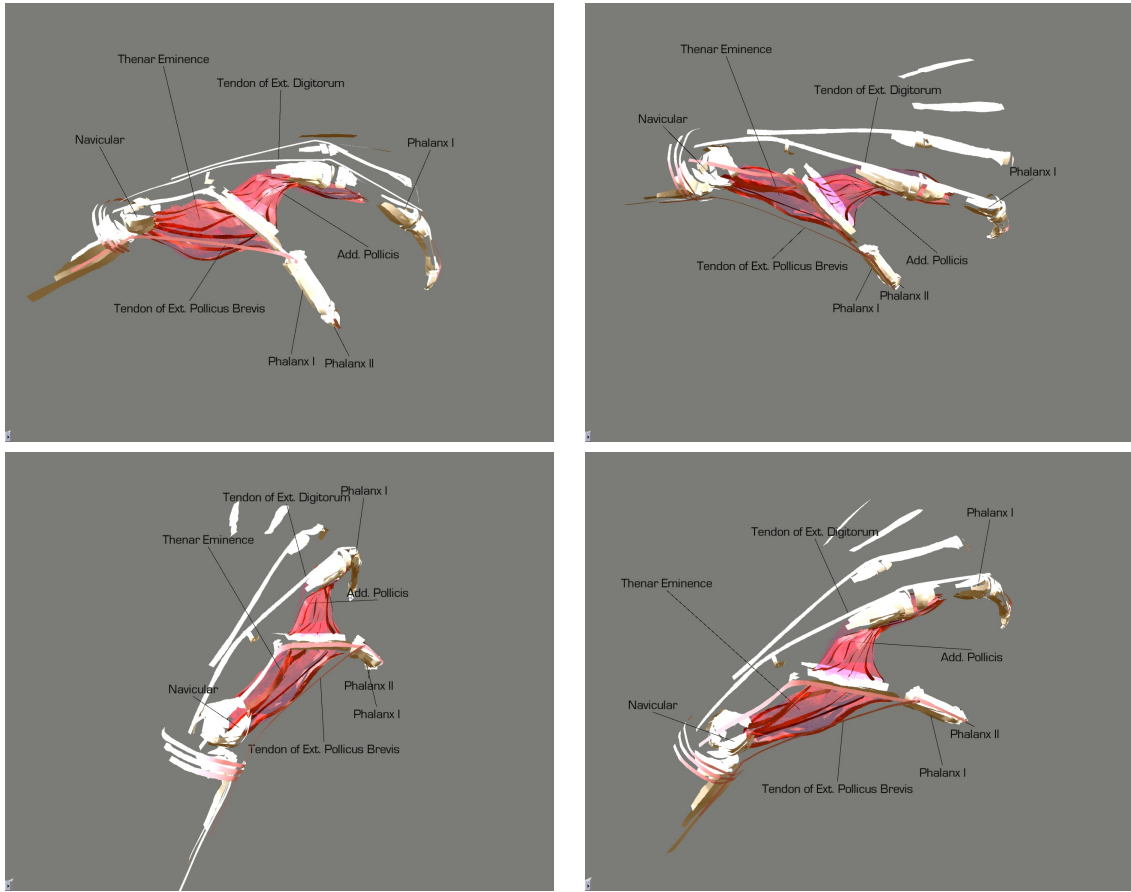 Thenar Eminence
Tendon of Ext. Digitorum
Navicular
Phalanx I
Add. Pollicis
Tendon of Ext. Pollicus Brevis
Phalanx I
Phalanx II
Thenar Eminence
Tendon of Ext. Digitorum
Navicular
Phalanx I
Add. Pollicis
Tendon of Ext. Pollicus Brevis
Phalanx II
Phalanx I
Phalanx I
Tendon of Ext. Digitorum
Thenar Eminence
Add. Pollicis
Navicular
Phalanx II
Phalanx I
Tendon of Ext. Pollicus Brevis
Phalanx I
Tendon of Ext. Digitorum
Thenar Eminence
Add. Pollicis
Navicular
Phalanx II
Phalanx I
Tendon of Ext. Pollicus Brevis